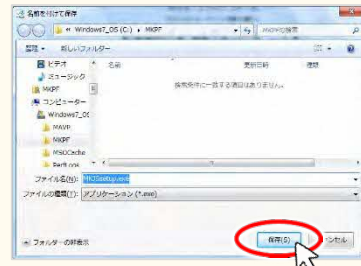 名前を付けて保存
« Windows7_OS (C:) ▸ MKPF
MKPFの検索
整理 ▾ 新しいフォルダー
ビデオ
ミュージック
MKPF
コンピューター
Windows7_OS
MAVP
MKPF
MSOCache
PerfLogs
名前 更新日時 種類
検索条件に一致する項目はありません。
ファイル名(N):
ファイルの種類(T): アプリケーション (*.exe)
フォルダーの非表示
保存(S)
ンセル